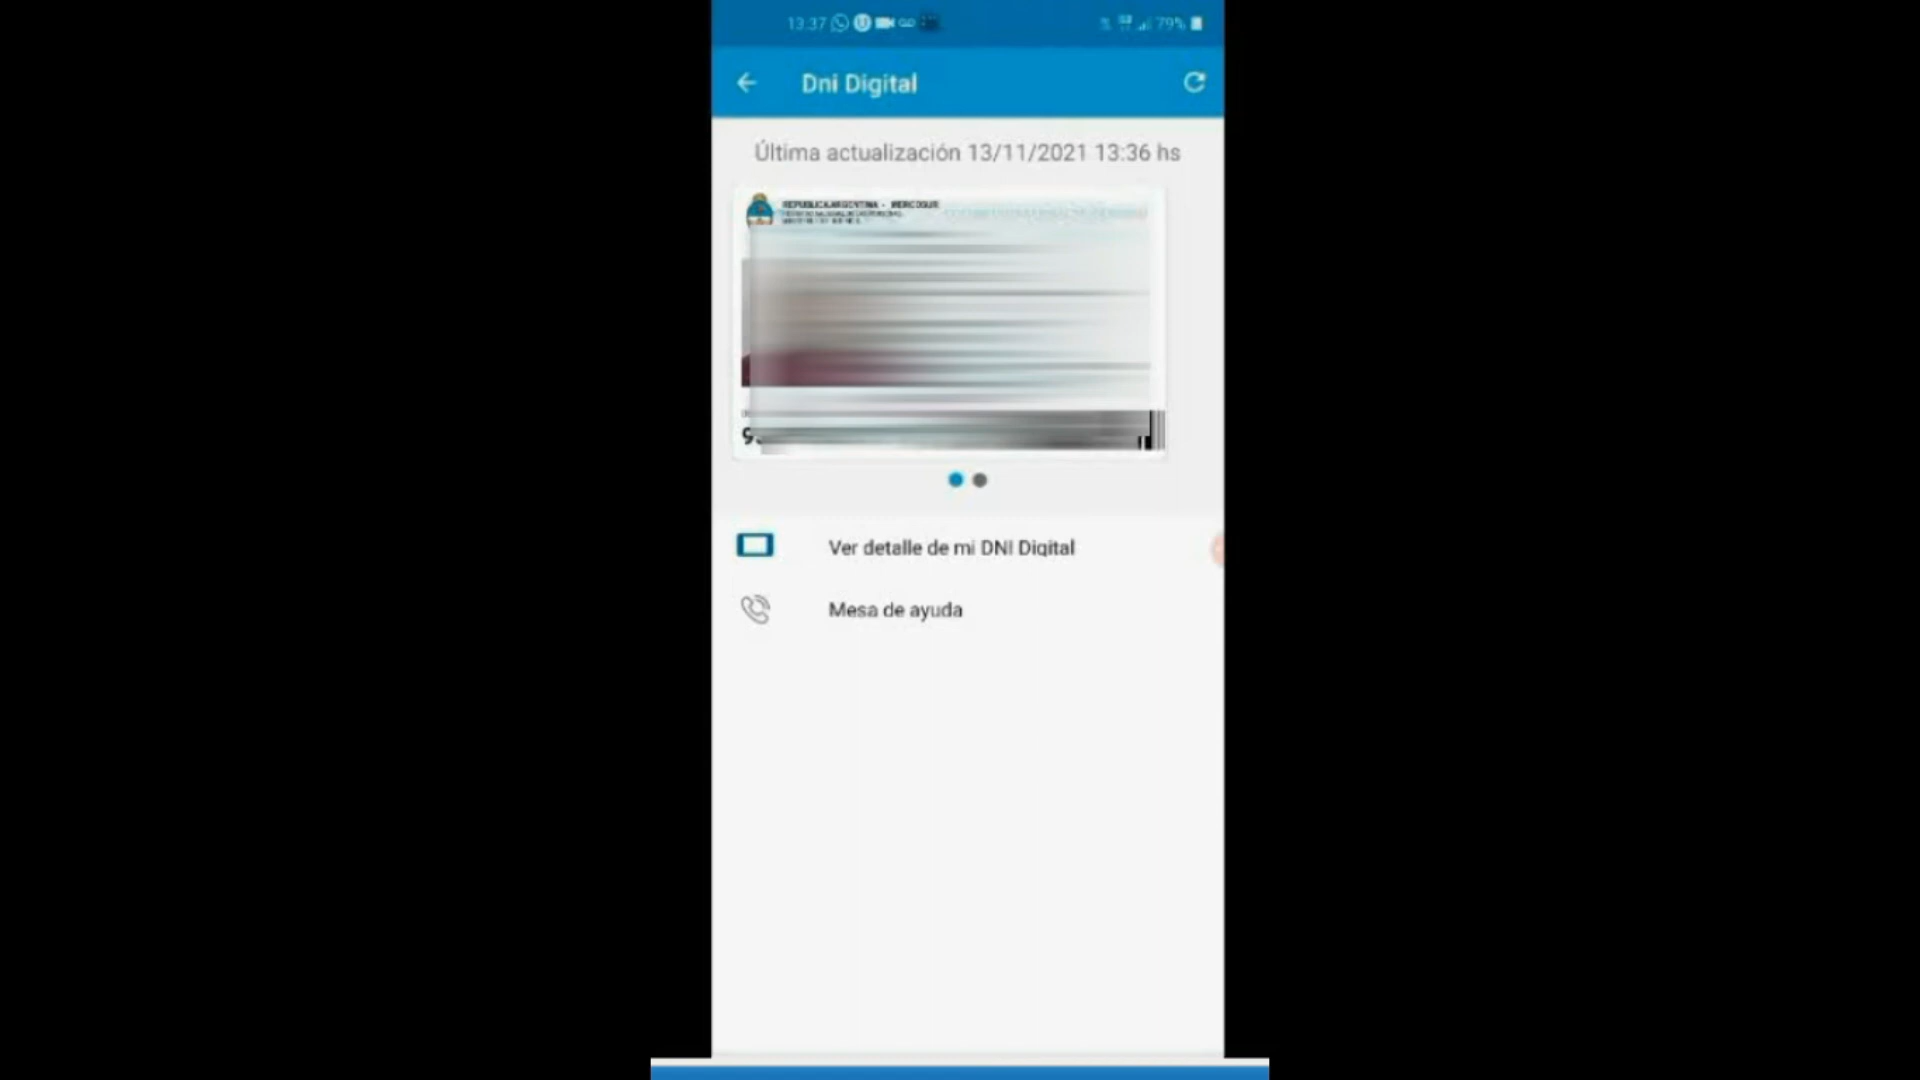 13:37
79%
Dni Digital
Última actualización 13/11/2021 13:36 hs
REPUBLICA ARGENTINA - MERCOSUR
Ver detalle de mi DNI Digital
Mesa de ayuda